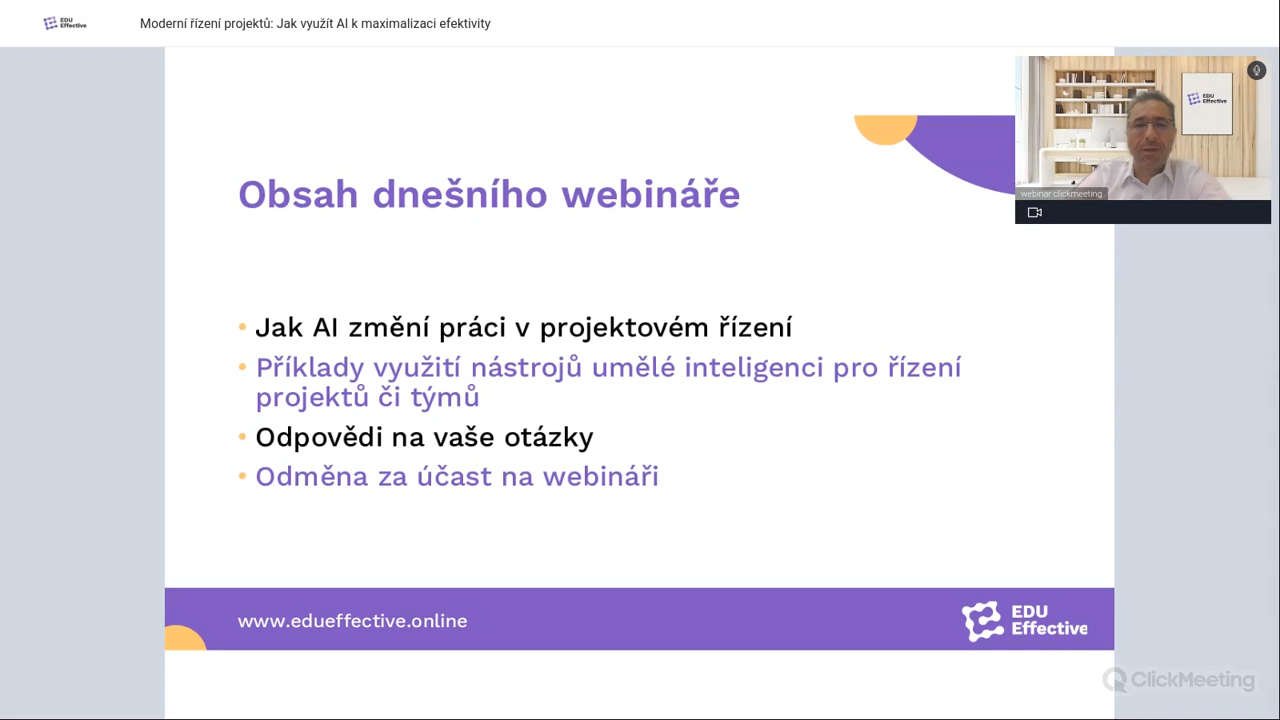 EDU
Effective
Moderní řízení projektů: Jak využít AI k maximalizaci efektivity
EDU
Effective
webinar clickmeeting
Obsah dnešního webináře
• Jak AI změní práci v projektovém řízení
• Příklady využití nástrojů umělé inteligenci pro řízení
projektů či týmů
• Odpovědi na vaše otázky
• Odměna za účast na webináři
www.edueffective.online
EDU
Effective
ClickMeeting